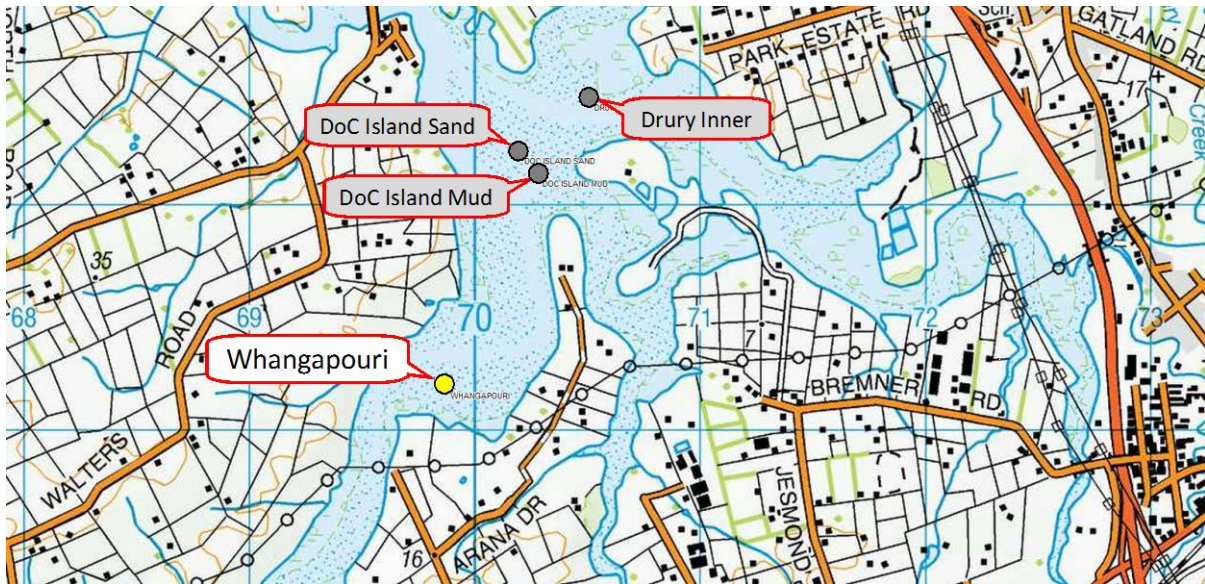 PARK ESTATE RD
GATLAND RD
17
Creek
DoC Island Sand
Drury Inner
DOC ISLAND SAND
DoC Island Mud
DOC ISLAND MUD
35
68
69
70
71
72
73
ROAD
Whangapouri
WHANGAPOURI
7
BREMNER
RD
WALTERS
JESMOND
ARANA DR
16